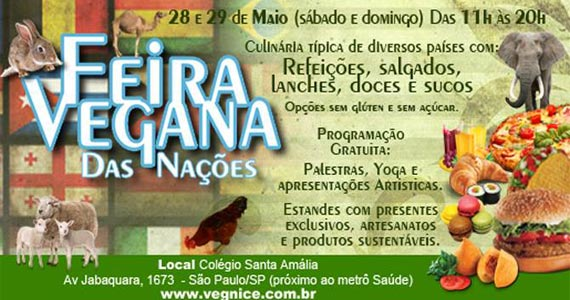 28 e 29 de Maio (sábado e domingo) Das 11h às 20h
Feira
Vegana
Das Nações
Culinária típica de diversos países com:
Refeições, salgados,
lanches, doces e sucos
Opções sem glúten e sem açúcar.
Programação
Gratuita:
Palestras, Yoga e
apresentações Artísticas.
Estandes com presentes
exclusivos, artesanatos
e produtos sustentáveis.
Local Colégio Santa Amália
Av Jabaquara, 1673 - São Paulo/SP (próximo ao metrô Saúde)
www.vegnice.com.br